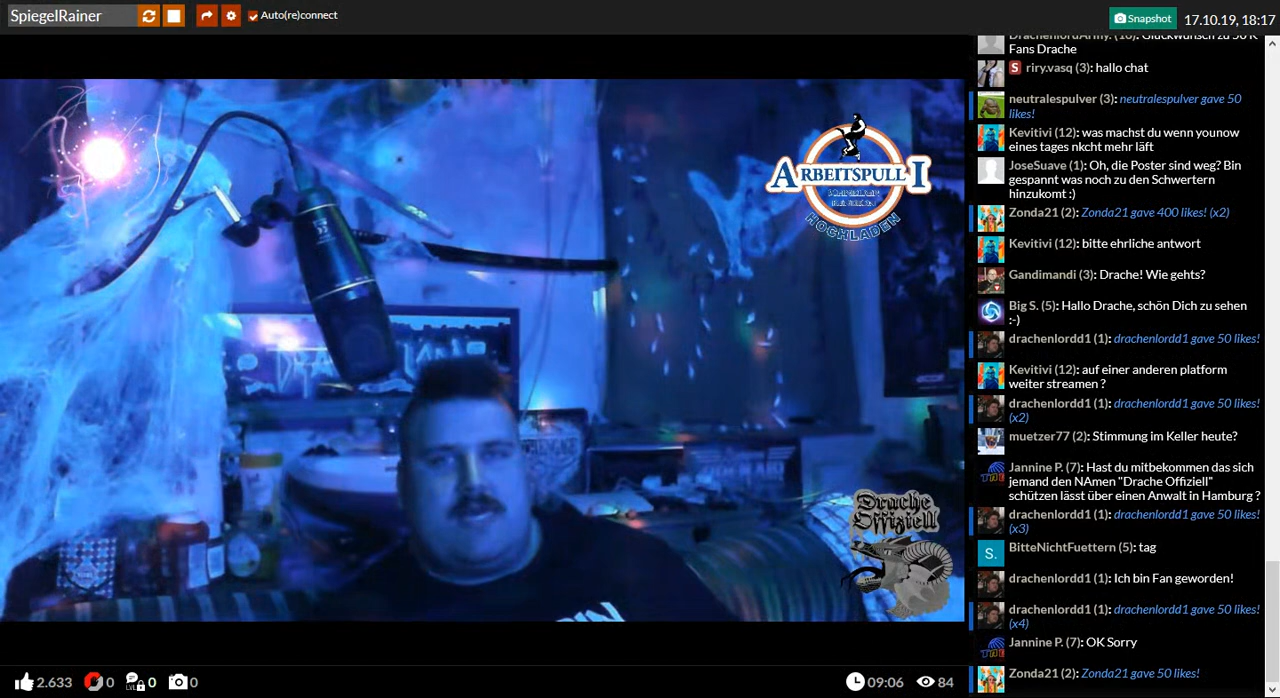 SpiegelRainer
Auto(re)connect
Snapshot
17.10.19, 18:17
ARBEITSPULLI
HOCHLADEN
Drache
Offiziell
DrachenlordArmy. (18): Glückwunsch zu 50 K
Fans Drache
S riry.vasq (3): hallo chat
neutralespulver (3): neutralespulver gave 50
likes!
Kevitivi (12): was machst du wenn younow
eines tages nkcht mehr läft
JoseSuave (1): Oh, die Poster sind weg? Bin
gespannt was noch zu den Schwertern
hinzukomt :)
Zonda21 (2): Zonda21 gave 400 likes! (x2)
Kevitivi (12): bitte ehrliche antwort
Gandimandi (3): Drache! Wie gehts?
Big S. (5): Hallo Drache, schön Dich zu sehen
:-)
drachenlordd1 (1): drachenlordd1 gave 50 likes!
Kevitivi (12): auf einer anderen platform
weiter streamen ?
drachenlordd1 (1): drachenlordd1 gave 50 likes!
(x2)
muetzer77 (2): Stimmung im Keller heute?
Jannine P. (7): Hast du mitbekommen das sich
jemand den NAmen "Drache Offiziell"
schützen lässt über einen Anwalt in Hamburg ?
drachenlordd1 (1): drachenlordd1 gave 50 likes!
(x3)
S. BitteNichtFuettern (5): tag
drachenlordd1 (1): Ich bin Fan geworden!
drachenlordd1 (1): drachenlordd1 gave 50 likes!
(x4)
Jannine P. (7): OK Sorry
Zonda21 (2): Zonda21 gave 50 likes!
2.633
0
LVL
0
0
09:06
84